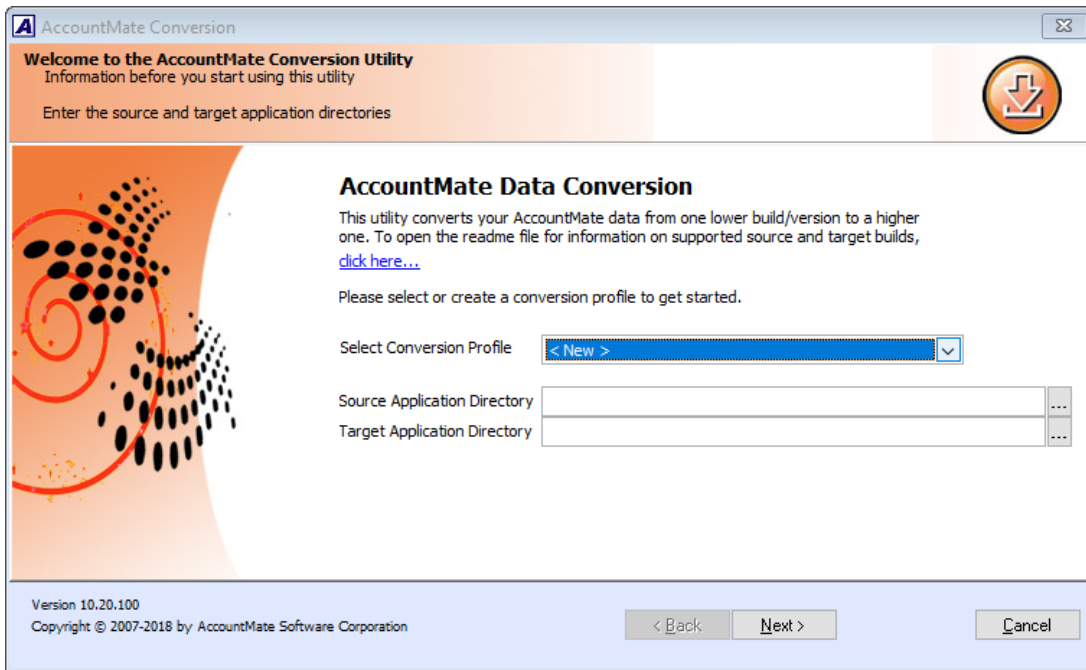 AccountMate Conversion
Welcome to the AccountMate Conversion Utility
Information before you start using this utility
Enter the source and target application directories
AccountMate Data Conversion
This utility converts your AccountMate data from one lower build/version to a higher
one. To open the readme file for information on supported source and target builds,
click here...
Please select or create a conversion profile to get started.
Select Conversion Profile < New >
Source Application Directory ...
Target Application Directory ...
Version 10.20.100
Copyright © 2007-2018 by AccountMate Software Corporation
< Back Next > Cancel